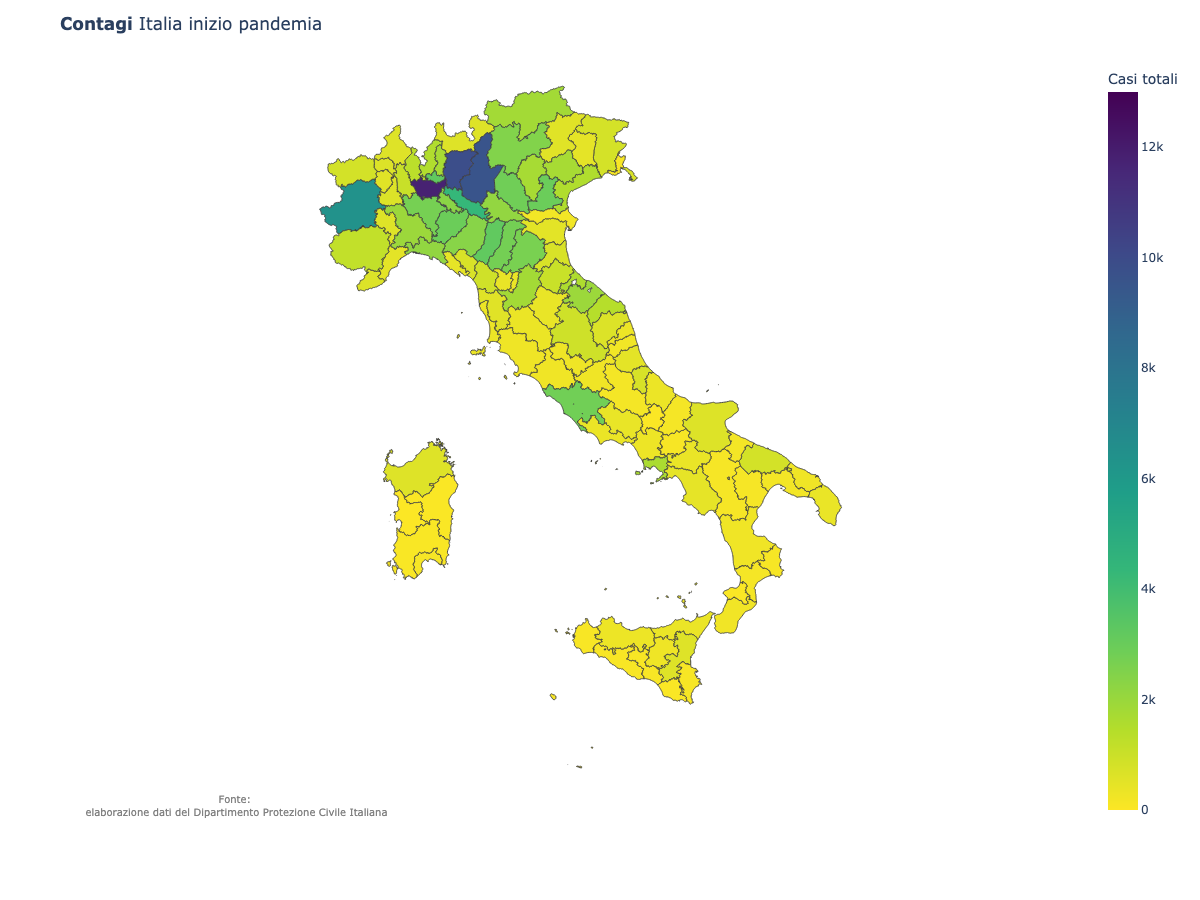 Contagi Italia inizio pandemia
Casi totali
12k
10k
8k
6k
4k
2k
0
Fonte:
elaborazione dati del Dipartimento Protezione Civile Italiana